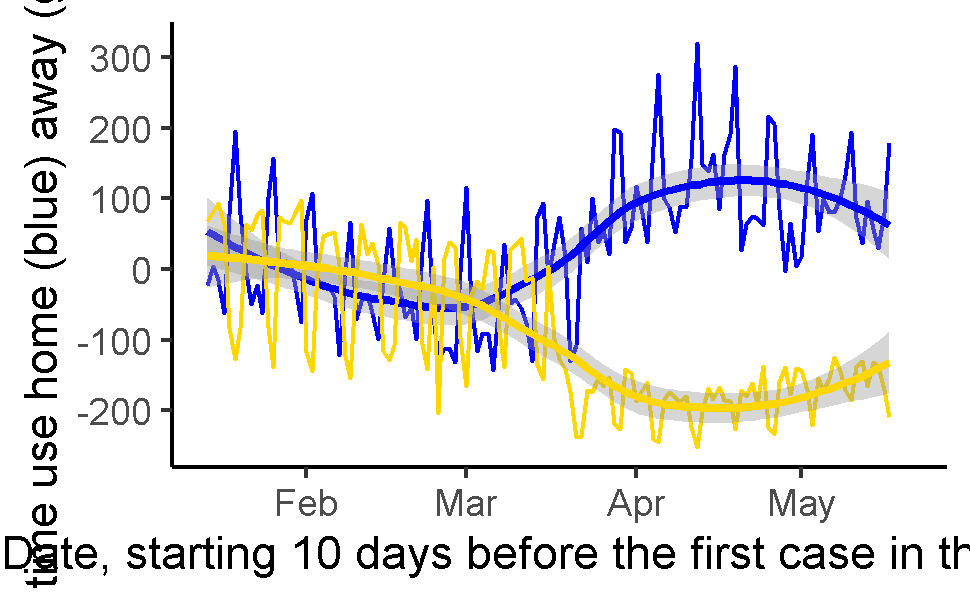 time use home (blue) away (
300
200
100
0
-100
-200
Feb Mar Apr May
Date, starting 10 days before the first case in th